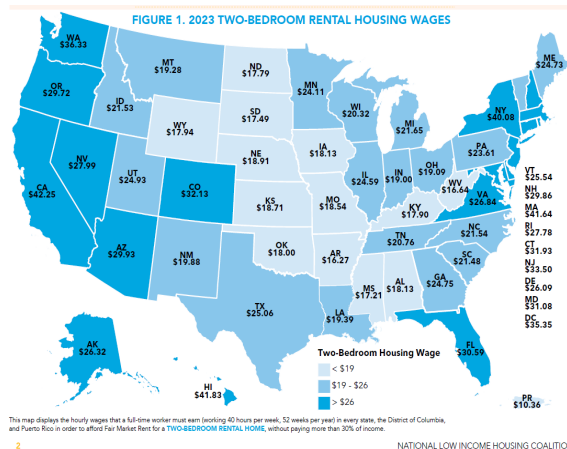 FIGURE 1. 2023 TWO-BEDROOM RENTAL HOUSING WAGES
WA
$36.33
OR
$29.72
CA
$42.25
NV
$27.99
ID
$21.53
MT
$19.28
WY
$17.94
UT
$24.93
CO
$32.13
AZ
$29.93
NM
$19.88
ND
$17.79
SD
$17.49
NE
$18.91
KS
$18.71
OK
$18.00
TX
$25.06
MN
$24.11
IA
$18.13
MO
$18.54
AR
$16.27
LA
$19.39
WI
$20.32
IL
$24.59
MI
$21.65
IN
$19.00
OH
$19.09
KY
$17.90
TN
$20.76
MS
$17.21
AL
$18.13
GA
$24.75
FL
$30.59
SC
$21.48
NC
$21.54
VA
$26.84
WV
$16.64
PA
$23.61
NY
$40.08
ME
$24.73
VT
$25.54
NH
$29.86
MA
$41.64
RI
$27.78
CT
$31.93
NJ
$33.50
DE
$26.09
MD
$31.08
DC
$35.35
AK
$26.32
HI
$41.83
PR
$10.36
Two-Bedroom Housing Wage
< $19
$19 - $26
> $26
This map displays the hourly wages that a full-time worker must earn (working 40 hours per week, 52 weeks per year) in every state, the District of Columbia,
and Puerto Rico in order to afford Fair Market Rent for a TWO-BEDROOM RENTAL HOME, without paying more than 30% of income.
2
NATIONAL LOW INCOME HOUSING COALITIO